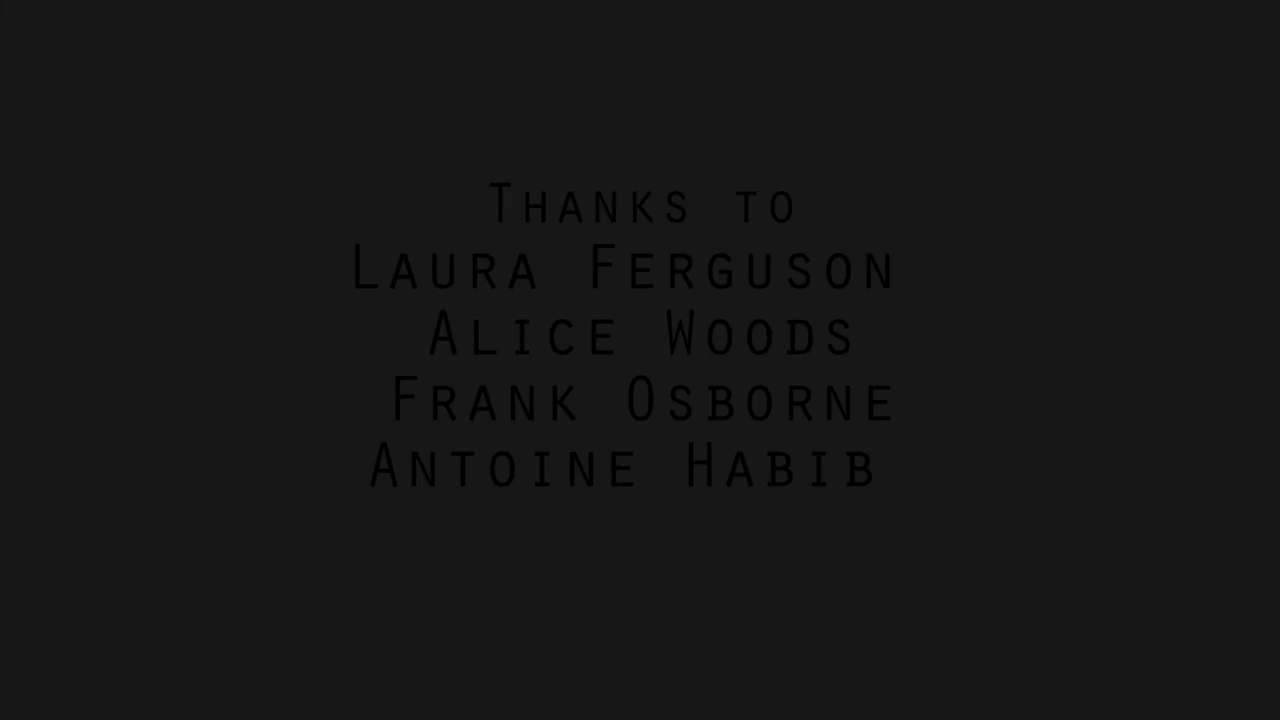 Thanks to
Laura Ferguson
Alice Woods
Frank Osborne
Antoine Habib